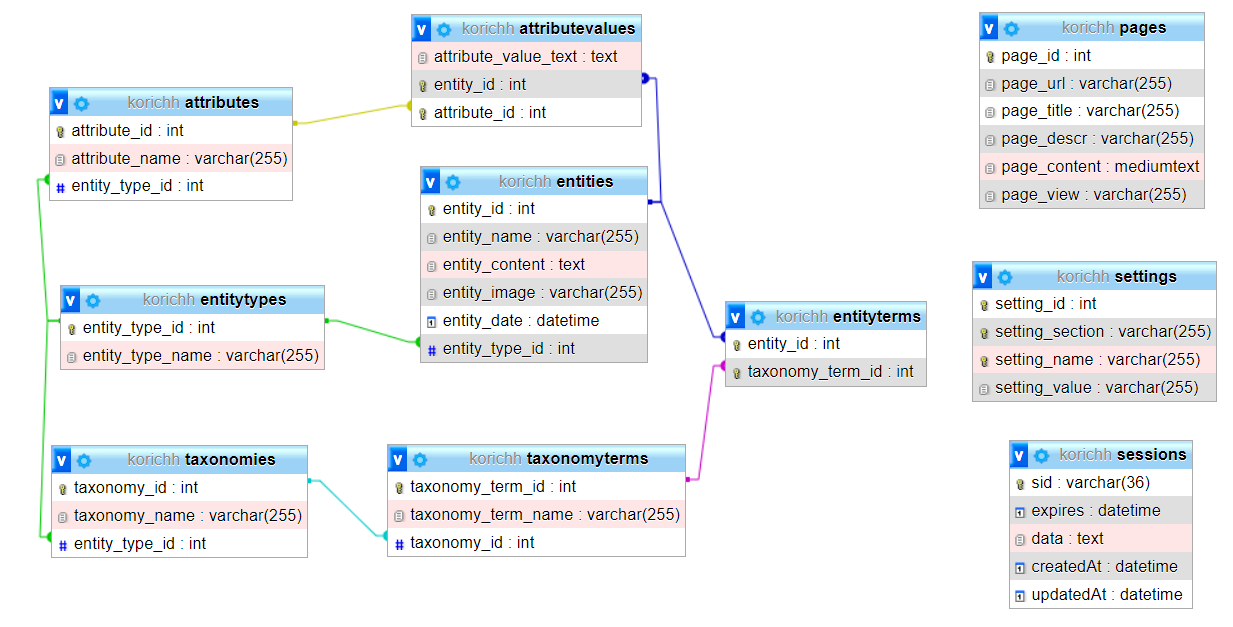 v korichh attributevalues
attribute_value_text : text
entity_id : int
attribute_id : int
v korichh pages
page_id : int
page_url : varchar(255)
page_title : varchar(255)
page_descr : varchar(255)
page_content : mediumtext
page_view : varchar(255)
v korichh attributes
attribute_id : int
attribute_name : varchar(255)
# entity_type_id : int
v korichh entities
entity_id : int
entity_name : varchar(255)
entity_content : text
entity_image : varchar(255)
entity_date : datetime
# entity_type_id : int
v korichh settings
setting_id : int
setting_section : varchar(255)
setting_name : varchar(255)
setting_value : varchar(255)
v korichh entitytypes
entity_type_id : int
entity_type_name : varchar(255)
v korichh entityterms
entity_id : int
taxonomy_term_id : int
v korichh taxonomies
taxonomy_id : int
taxonomy_name : varchar(255)
# entity_type_id : int
v korichh taxonomyterms
taxonomy_term_id : int
taxonomy_term_name : varchar(255)
# taxonomy_id : int
v korichh sessions
sid : varchar(36)
expires : datetime
data : text
createdAt : datetime
updatedAt : datetime